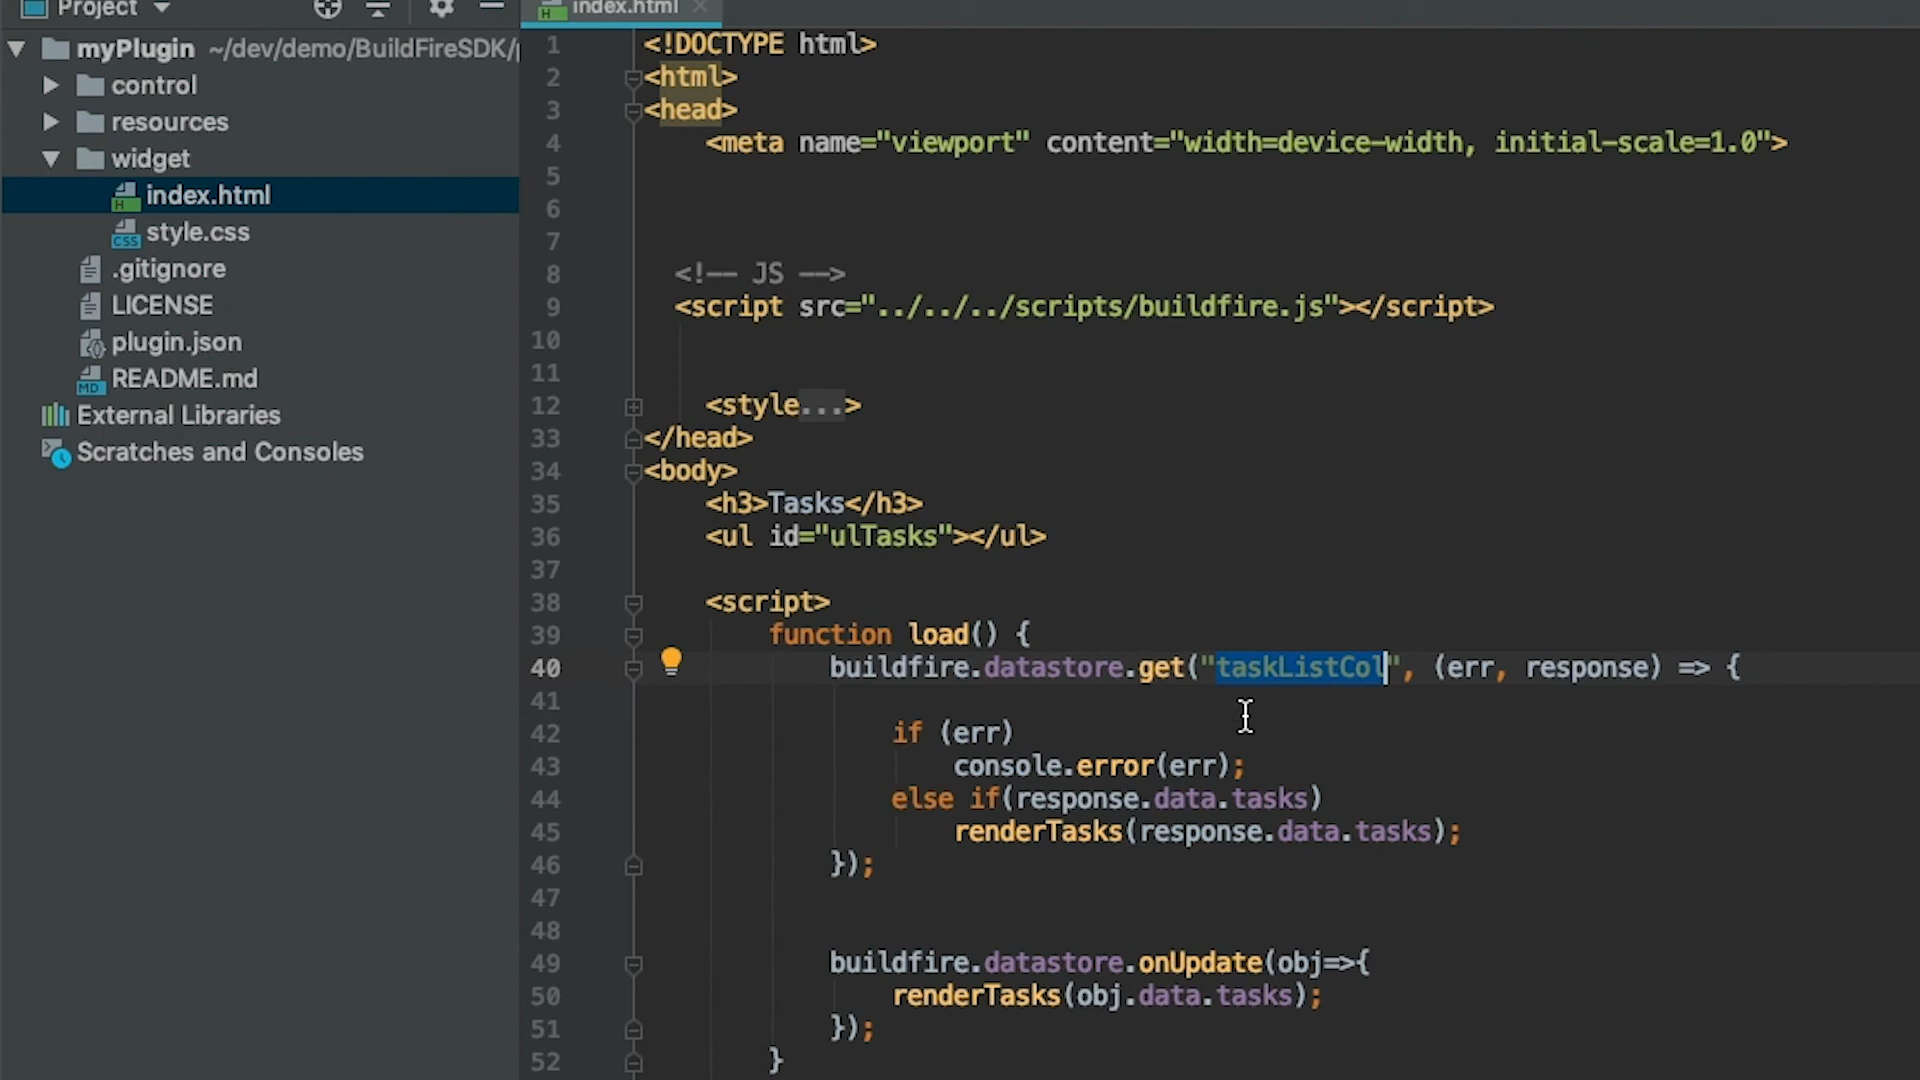 Project
myPlugin ~/dev/demo/BuildFireSDK/
control
resources
widget
index.html
style.css
.gitignore
LICENSE
plugin.json
README.md
External Libraries
Scratches and Consoles
index.html
1 <!DOCTYPE html>
2 <html>
3 <head>
4 <meta name="viewport" content="width=device-width, initial-scale=1.0">
5
6
7
8 <!-- JS -->
9 <script src="../../../scripts/buildfire.js"></script>
10
11
12 <style...>
33 </head>
34 <body>
35 <h3>Tasks</h3>
36 <ul id="ulTasks"></ul>
37
38 <script>
39 function load() {
40 buildfire.datastore.get("taskListCol", (err, response) => {
41
42 if (err)
43 console.error(err);
44 else if(response.data.tasks)
45 renderTasks(response.data.tasks);
46 });
47
48
49 buildfire.datastore.onUpdate(obj=>{
50 renderTasks(obj.data.tasks);
51 });
52 }